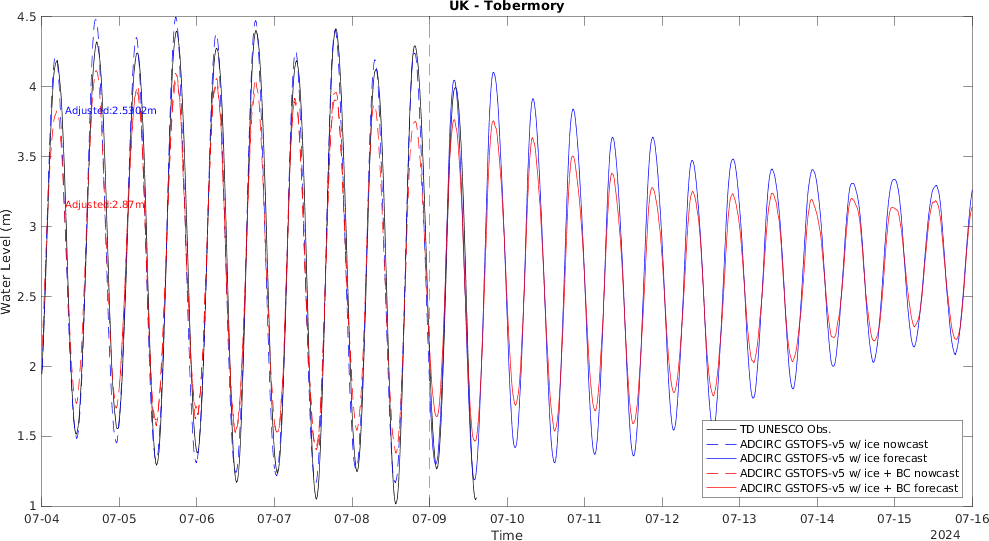 UK - Tobermory
4.5
4
3.5
3
2.5
2
1.5
1
Water Level (m)
Adjusted:2.5302m
Adjusted:2.87m
TD UNESCO Obs.
ADCIRC GSTOFS-v5 w/ ice nowcast
ADCIRC GSTOFS-v5 w/ ice forecast
ADCIRC GSTOFS-v5 w/ ice + BC nowcast
ADCIRC GSTOFS-v5 w/ ice + BC forecast
07-04 07-05 07-06 07-07 07-08 07-09 07-10 07-11 07-12 07-13 07-14 07-15 07-16
Time
2024